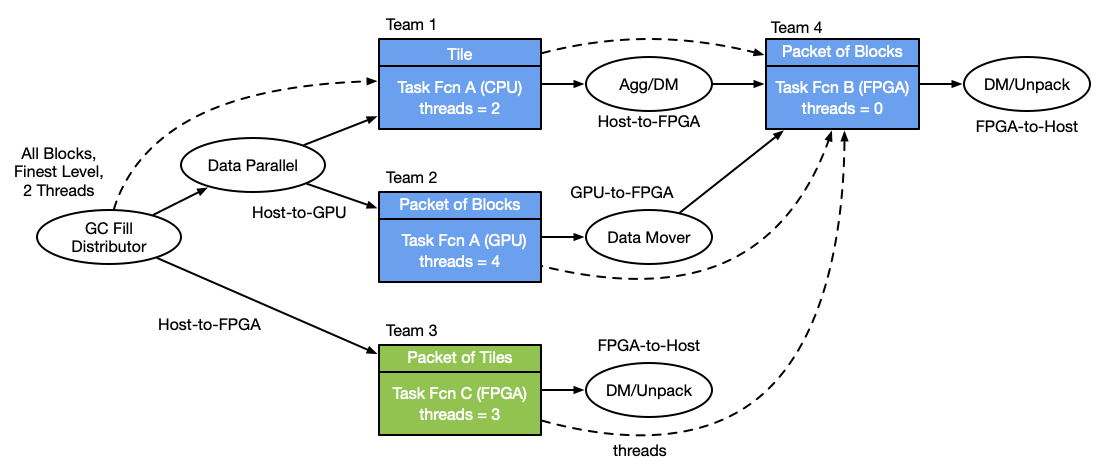 Team 1
Tile
Task Fcn A (CPU)
threads = 2
Agg/DM
Host-to-FPGA
Team 4
Packet of Blocks
Task Fcn B (FPGA)
threads = 0
DM/Unpack
FPGA-to-Host
All Blocks,
Finest Level,
2 Threads
Data Parallel
GC Fill
Distributor
Host-to-GPU
Team 2
Packet of Blocks
Task Fcn A (GPU)
threads = 4
GPU-to-FPGA
Data Mover
Host-to-FPGA
Team 3
Packet of Tiles
Task Fcn C (FPGA)
threads = 3
FPGA-to-Host
DM/Unpack
threads